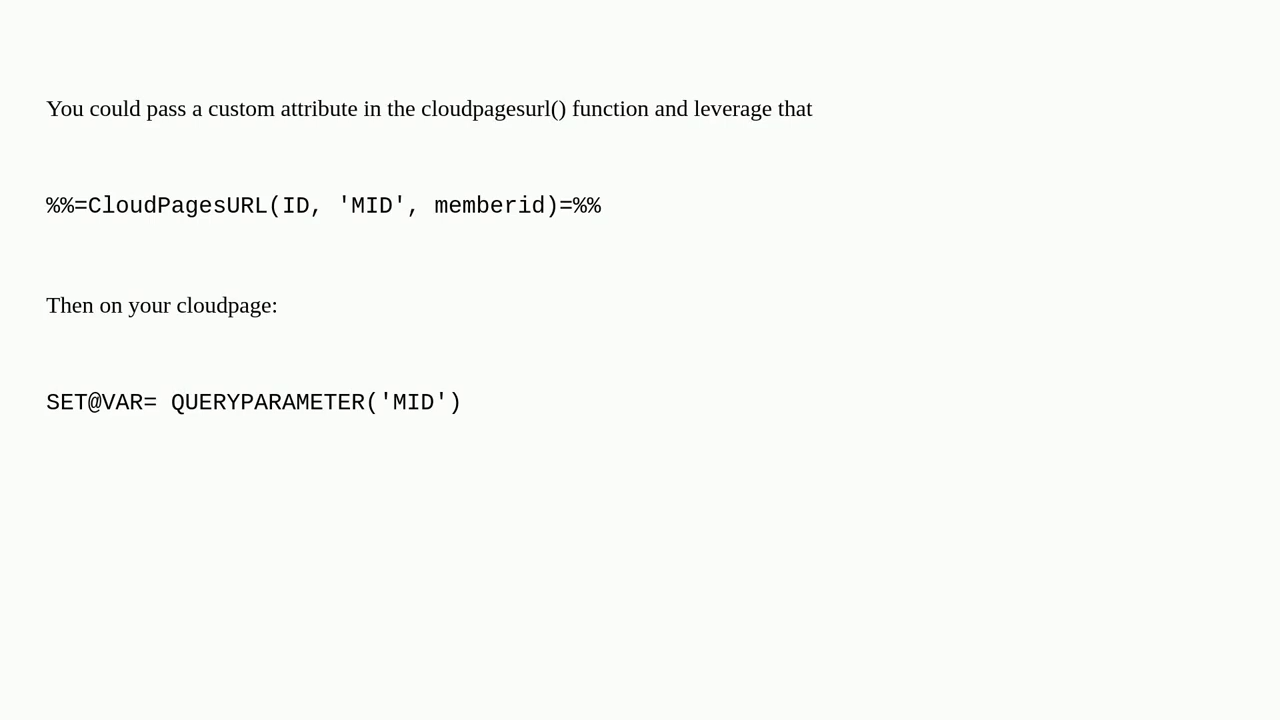 You could pass a custom attribute in the cloudpagesurl() function and leverage that
%%=CloudPagesURL(ID, 'MID', memberid)=%%
Then on your cloudpage:
SET@VAR= QUERYPARAMETER('MID')